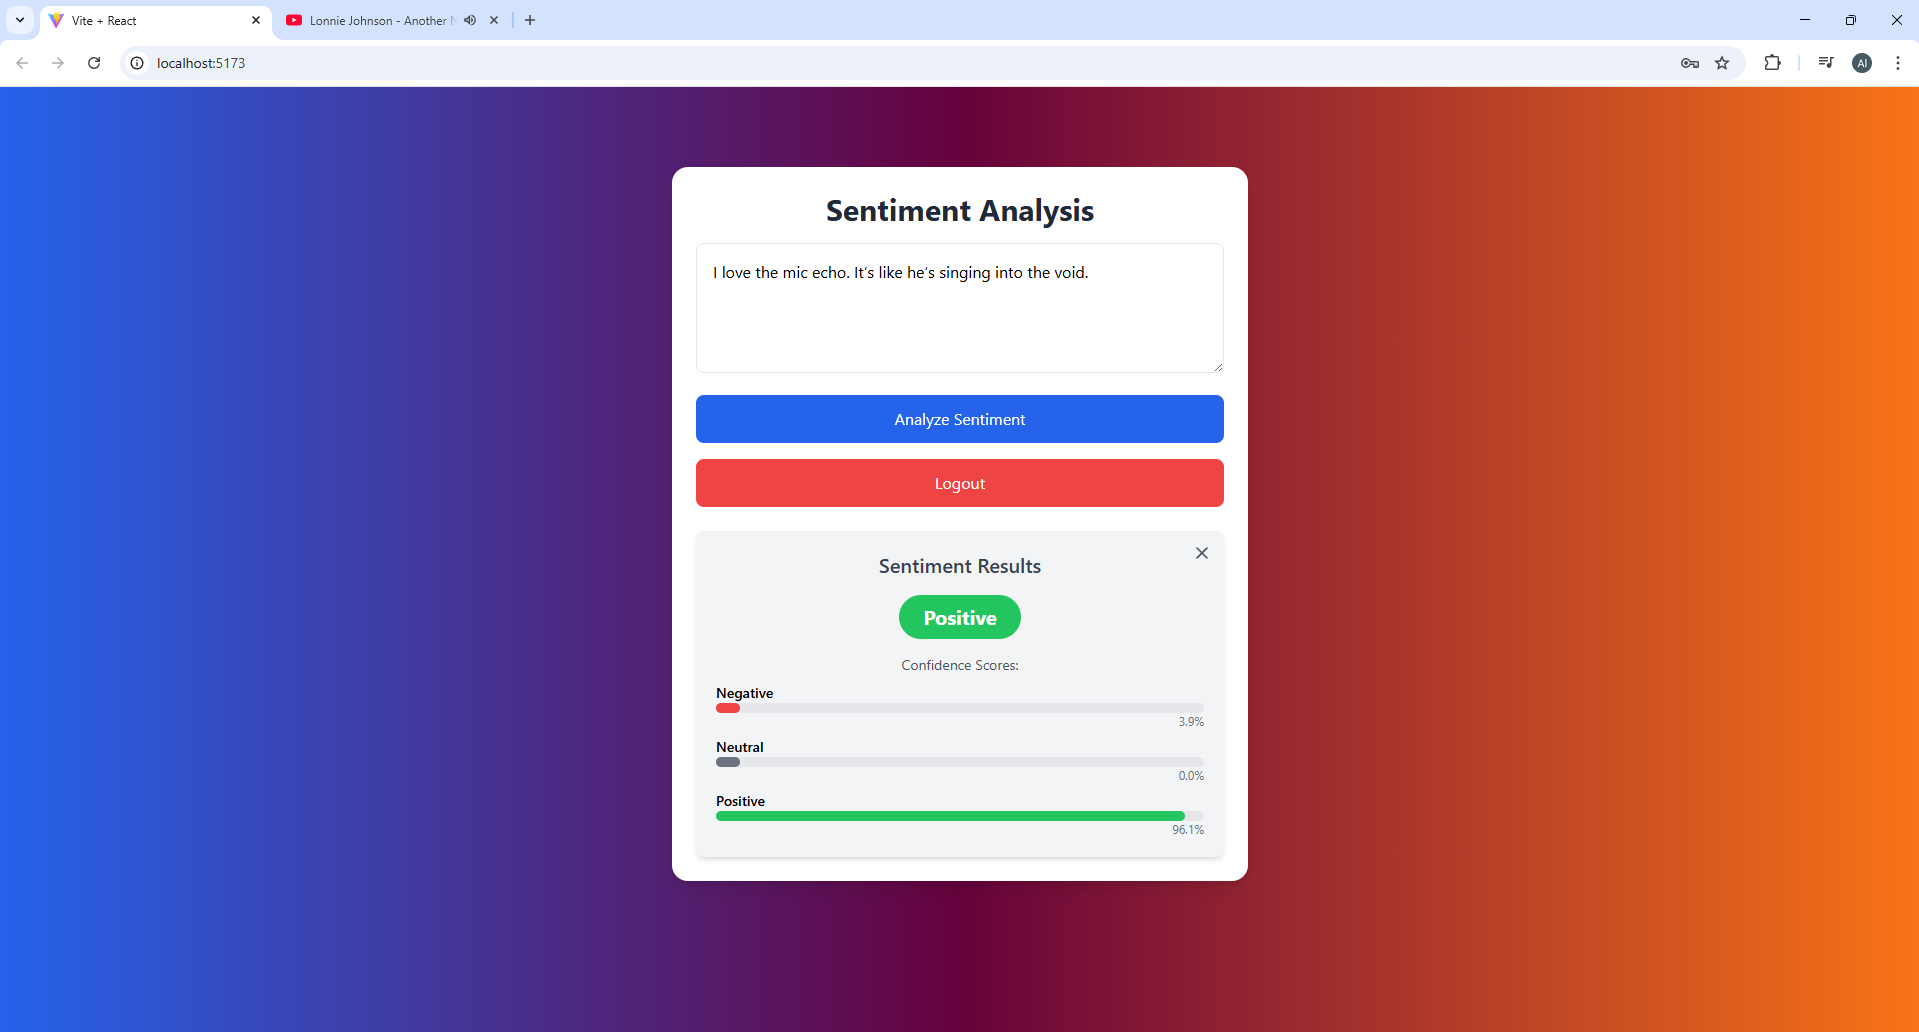 Vite + React
Lonnie Johnson - Another
localhost:5173
AI
Sentiment Analysis
I love the mic echo. It’s like he’s singing into the void.
Analyze Sentiment
Logout
Sentiment Results
Positive
Confidence Scores:
Negative
3.9%
Neutral
0.0%
Positive
96.1%